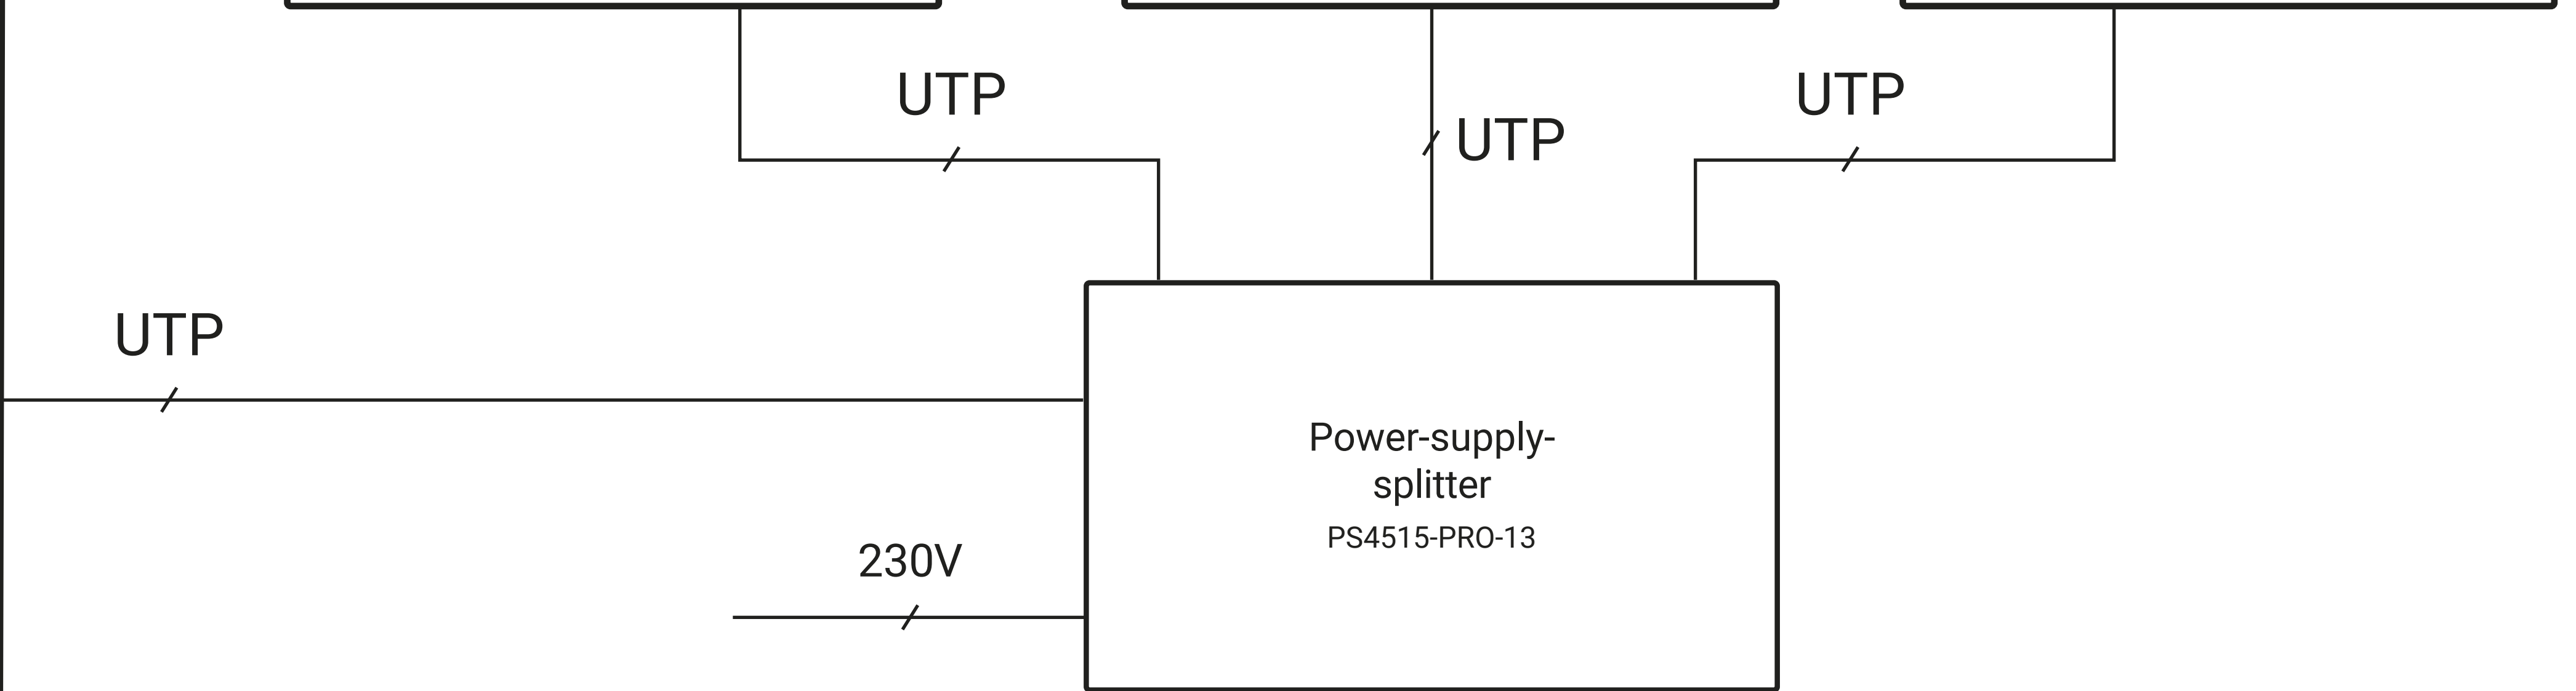 UTP
UTP
UTP
UTP
Power-supply-
splitter
PS4515-PRO-13
230V